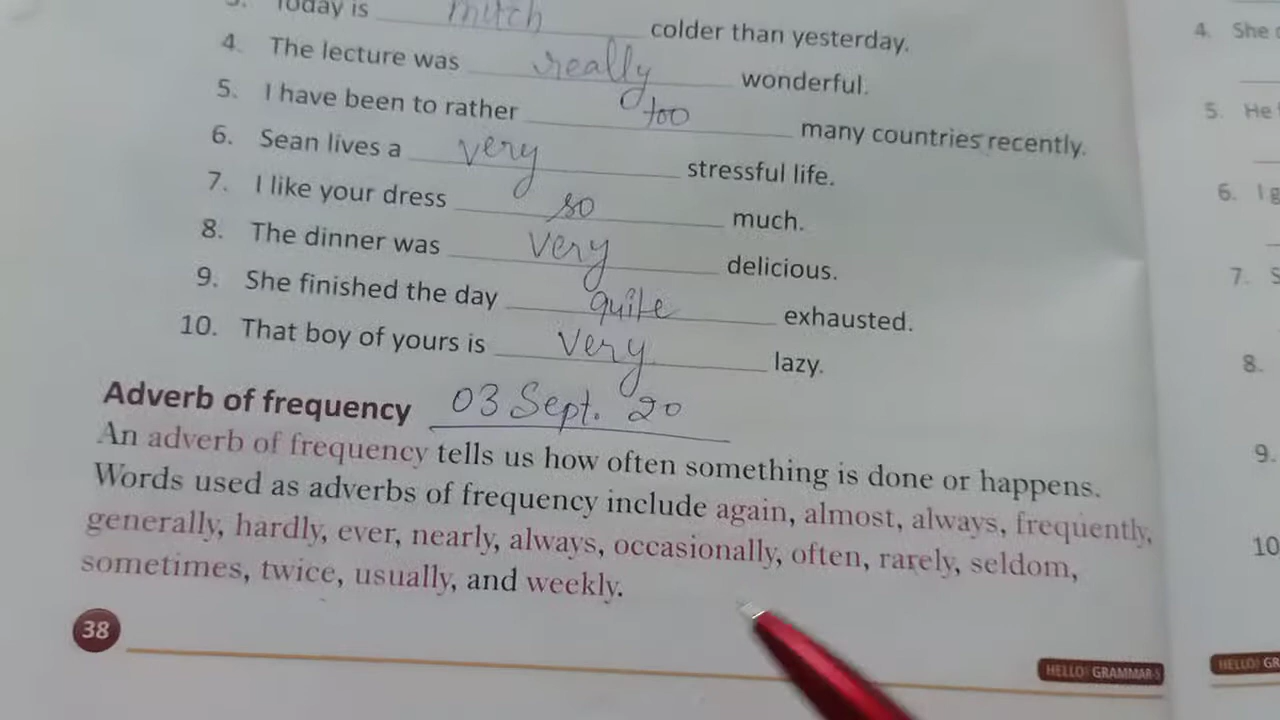 Today is much colder than yesterday.
4. The lecture was really wonderful.
5. I have been to rather too many countries recently.
6. Sean lives a very stressful life.
7. I like your dress so much.
8. The dinner was very delicious.
9. She finished the day quite exhausted.
10. That boy of yours is very lazy.
Adverb of frequency 03 Sept. 20
An adverb of frequency tells us how often something is done or happens.
Words used as adverbs of frequency include again, almost, always, frequently,
generally, hardly, ever, nearly, always, occasionally, often, rarely, seldom,
sometimes, twice, usually, and weekly.
38
HELLO! GRAMMAR-5
4. She
5. He
6. I
7. S
8.
9.
10
HELLO! GR